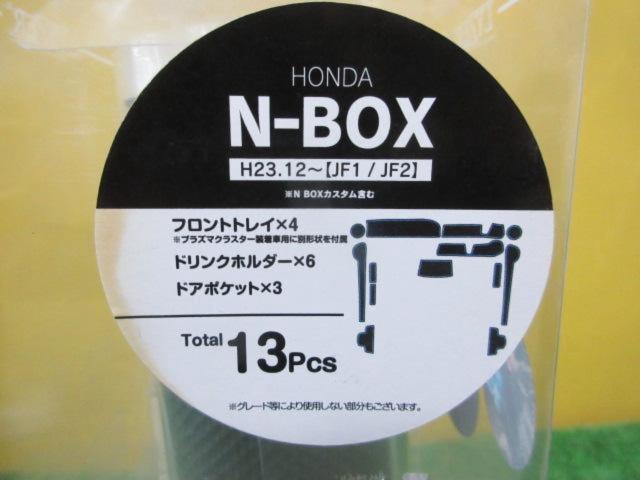 HONDA
N-BOX
H23.12～【JF1 / JF2】
※N BOXカスタム含む
フロントトレイ×4
※プラズマクラスター装着車用に別形状を付属
ドリンクホルダー×6
ドアポケット×3
Total 13Pcs
※グレード等により使用しない部分もございます。